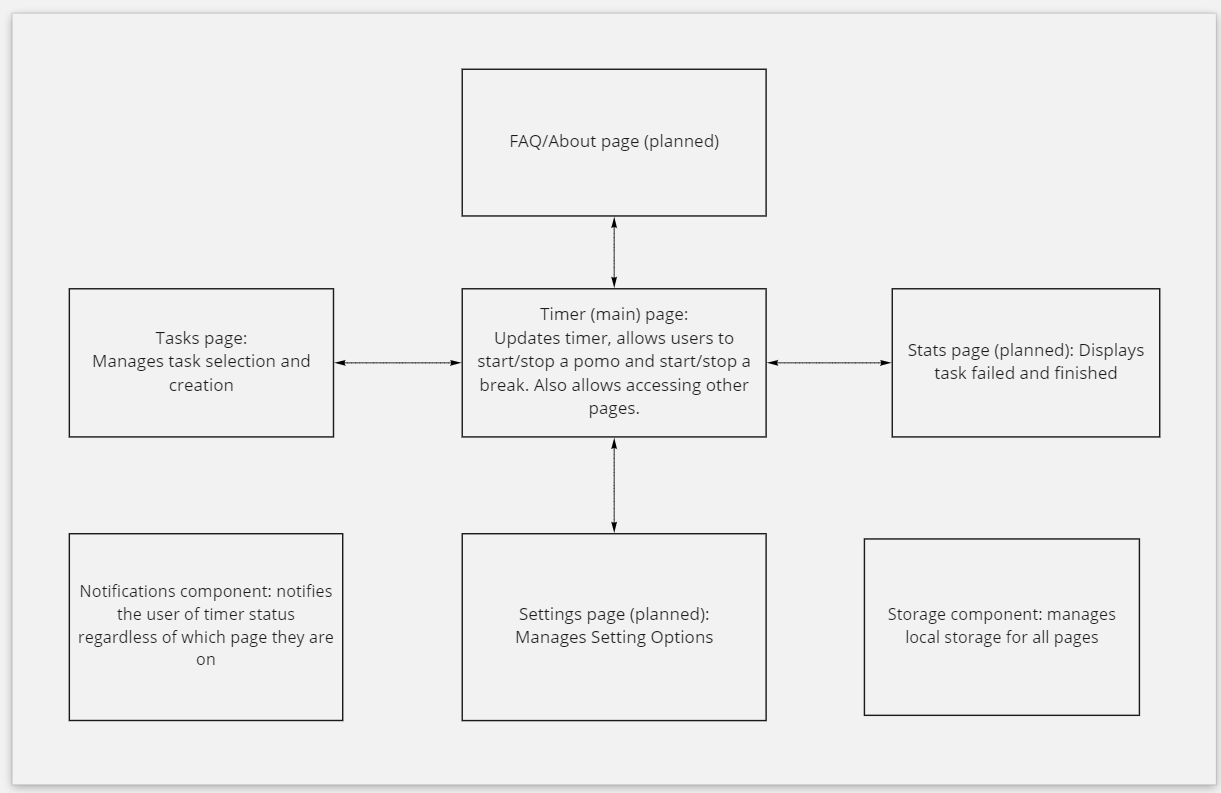 FAQ/About page (planned)
Tasks page:
Manages task selection and
creation
Timer (main) page:
Updates timer, allows users to
start/stop a pomo and start/stop a
break. Also allows accessing other
pages.
Stats page (planned): Displays
task failed and finished
Notifications component: notifies
the user of timer status
regardless of which page they are
on
Settings page (planned):
Manages Setting Options
Storage component: manages
local storage for all pages